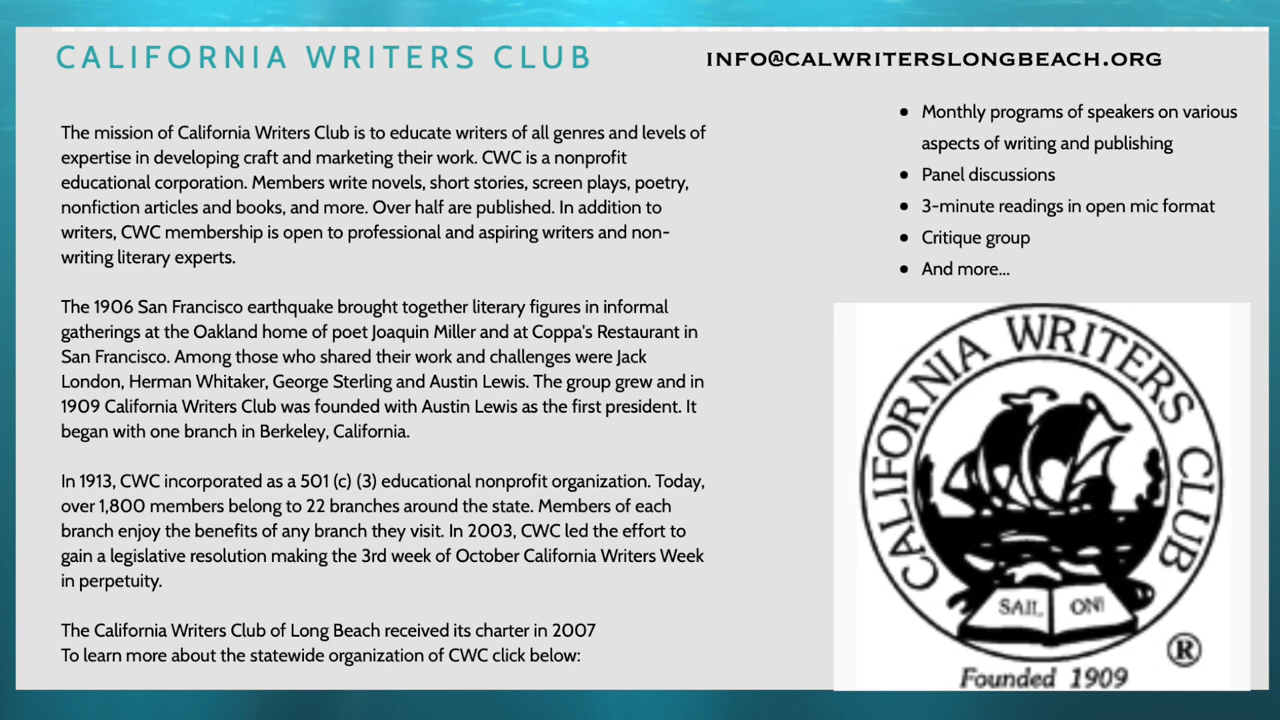 CALIFORNIA WRITERS CLUB
INFO@CALWRITERSLONGBEACH.ORG
The mission of California Writers Club is to educate writers of all genres and levels of
expertise in developing craft and marketing their work. CWC is a nonprofit
educational corporation. Members write novels, short stories, screen plays, poetry,
nonfiction articles and books, and more. Over half are published. In addition to
writers, CWC membership is open to professional and aspiring writers and non-
writing literary experts.
The 1906 San Francisco earthquake brought together literary figures in informal
gatherings at the Oakland home of poet Joaquin Miller and at Coppa's Restaurant in
San Francisco. Among those who shared their work and challenges were Jack
London, Herman Whitaker, George Sterling and Austin Lewis. The group grew and in
1909 California Writers Club was founded with Austin Lewis as the first president. It
began with one branch in Berkeley, California.
In 1913, CWC incorporated as a 501 (c) (3) educational nonprofit organization. Today,
over 1,800 members belong to 22 branches around the state. Members of each
branch enjoy the benefits of any branch they visit. In 2003, CWC led the effort to
gain a legislative resolution making the 3rd week of October California Writers Week
in perpetuity.
The California Writers Club of Long Beach received its charter in 2007
To learn more about the statewide organization of CWC click below:
• Monthly programs of speakers on various
aspects of writing and publishing
• Panel discussions
• 3-minute readings in open mic format
• Critique group
• And more...
CALIFORNIA WRITERS CLUB
SAIL ON!
®
Founded 1909